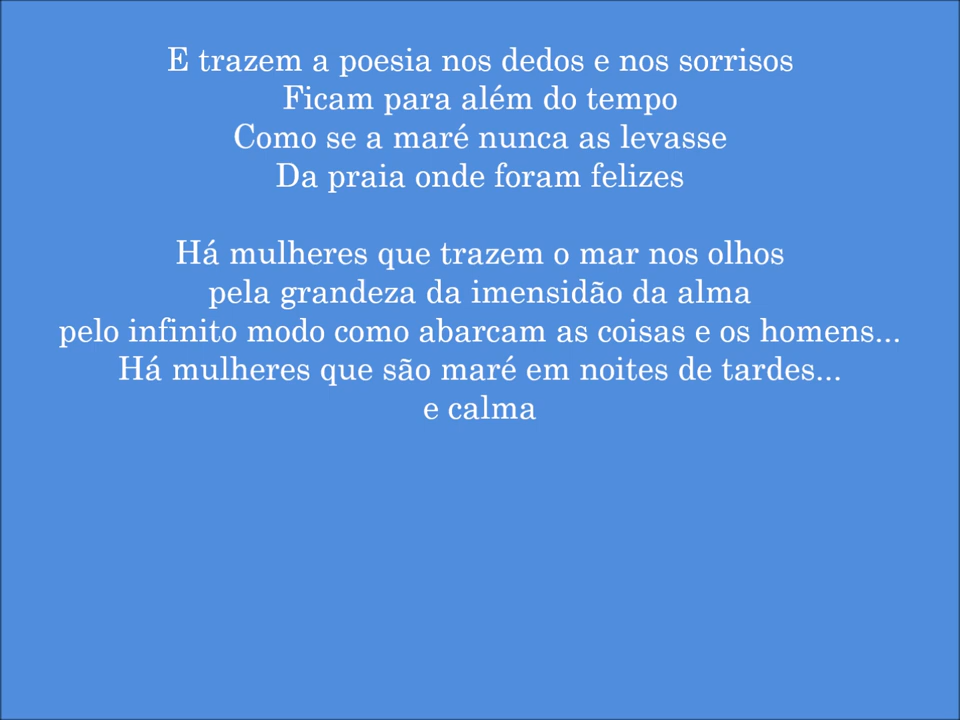 E trazem a poesia nos dedos e nos sorrisos
Ficam para além do tempo
Como se a maré nunca as levasse
Da praia onde foram felizes
Há mulheres que trazem o mar nos olhos
pela grandeza da imensidão da alma
pelo infinito modo como abarcam as coisas e os homens...
Há mulheres que são maré em noites de tardes...
e calma